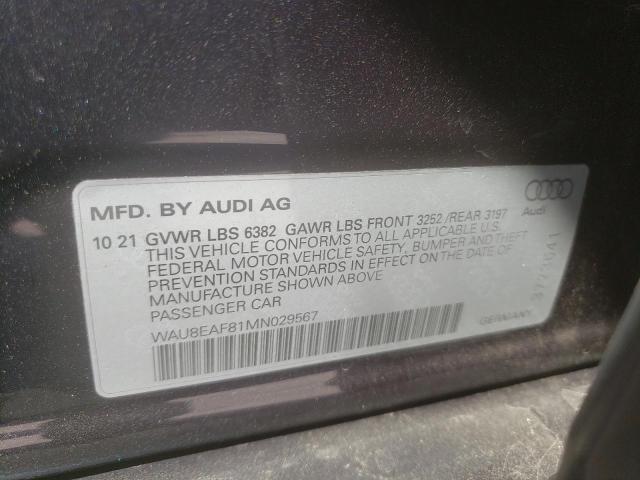 MFD. BY AUDI AG
Audi
10 21 GVWR LBS 6382 GAWR LBS FRONT 3252 /REAR 3197
THIS VEHICLE CONFORMS TO ALL APPLICABLE U.S.
FEDERAL MOTOR VEHICLE SAFETY, BUMPER AND THEFT
PREVENTION STANDARDS IN EFFECT ON THE DATE OF
MANUFACTURE SHOWN ABOVE
PASSENGER CAR
WAU8EAF81MN029567
GERMANY